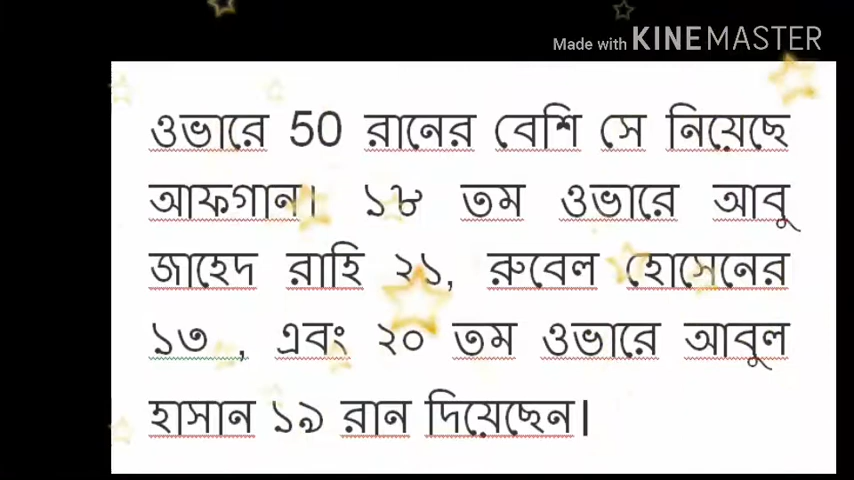 Made with KINEMASTER
ওভারে 50 রানের বেশি সে নিয়েছে
আফগান। ১৮ তম ওভারে আবু
জাহেদ রাহি ২১, রুবেল হোসেনের
১৩ , এবং ২০ তম ওভারে আবুল
হাসান ১৯ রান দিয়েছেন।